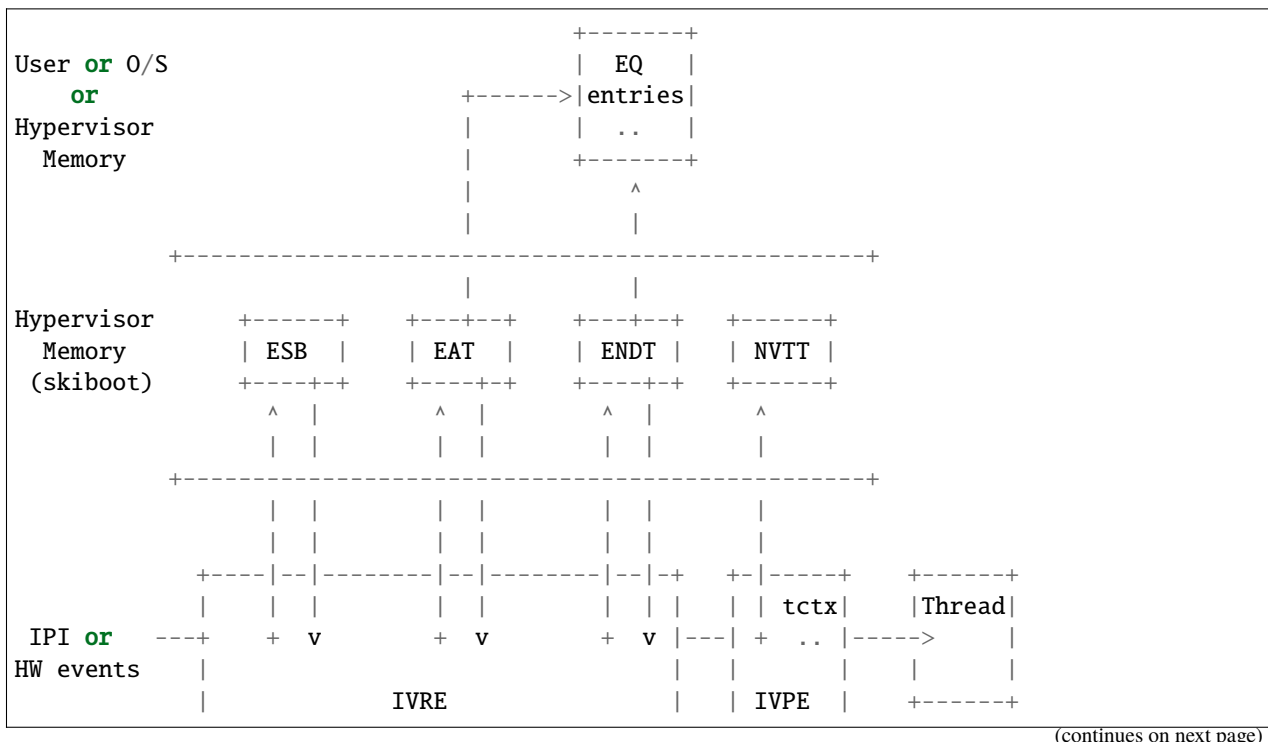 +-------+
User or O/S                             |  EQ   |
    or                          +------>|entries|
Hypervisor                      |       |  ..   |
  Memory                        |       +-------+
                                |           ^
                                |           |
           +-------------------------------------------------+
                                |           |
Hypervisor      +------+    +---+--+    +---+--+   +------+
  Memory        | ESB  |    | EAT  |    | ENDT |   | NVTT |
 (skiboot)      +----+-+    +----+-+    +----+-+   +------+
                  ^  |        ^  |        ^  |       ^
                  |  |        |  |        |  |       |
           +-------------------------------------------------+
                  |  |        |  |        |  |       |
                  |  |        |  |        |  |       |
             +----|--|--------|--|--------|--|-+   +-|-----+    +------+
             |    |  |        |  |        |  | |   | | tctx|    |Thread|
 IPI or   ---+    +  v        +  v        +  v |---| +  .. |----->     |
HW events    |                                 |   |       |    |      |
             |             IVRE                |   | IVPE  |    +------+
(continues on next page)